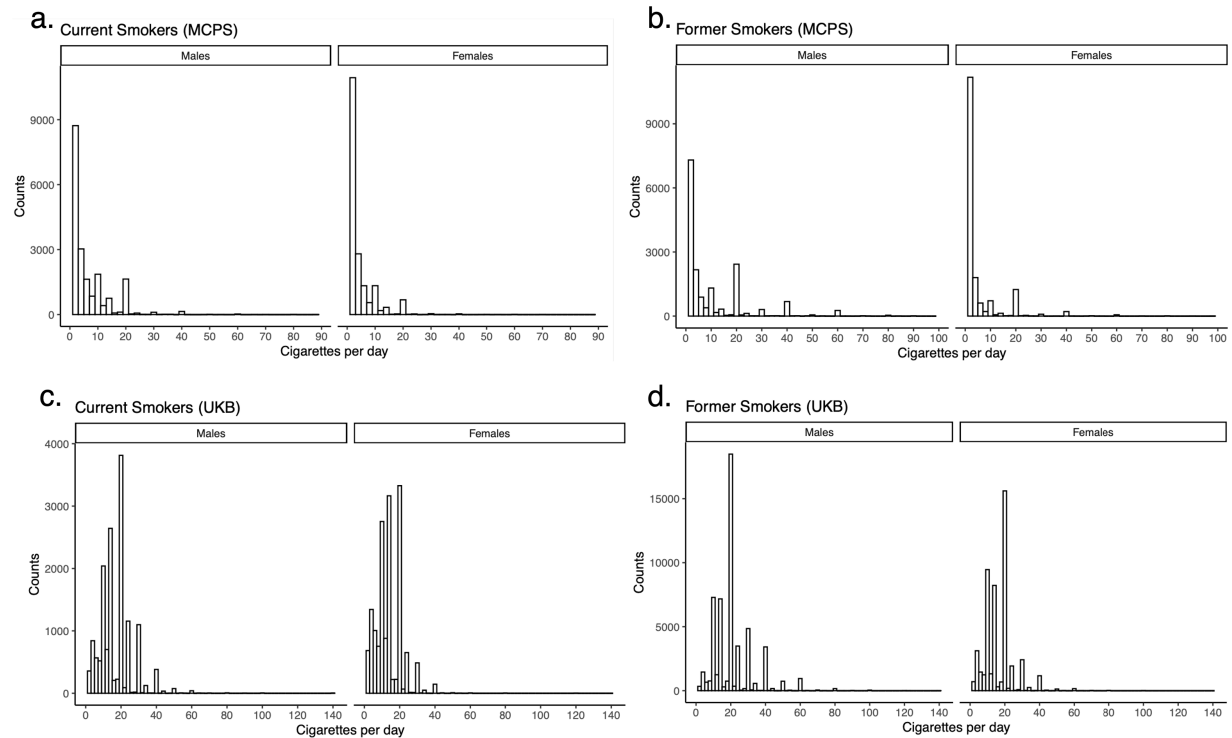 a.
Current Smokers (MCPS)
Males
Females
Counts
9000
6000
3000
0
0 10 20 30 40 50 60 70 80 90
0 10 20 30 40 50 60 70 80 90
Cigarettes per day
b.
Former Smokers (MCPS)
Males
Females
Counts
9000
6000
3000
0
0 10 20 30 40 50 60 70 80 90 100
0 10 20 30 40 50 60 70 80 90 100
Cigarettes per day
c.
Current Smokers (UKB)
Males
Females
Counts
4000
3000
2000
1000
0
0 20 40 60 80 100 120 140
0 20 40 60 80 100 120 140
Cigarettes per day
d.
Former Smokers (UKB)
Males
Females
Counts
15000
10000
5000
0
0 20 40 60 80 100 120 140
0 20 40 60 80 100 120 140
Cigarettes per day